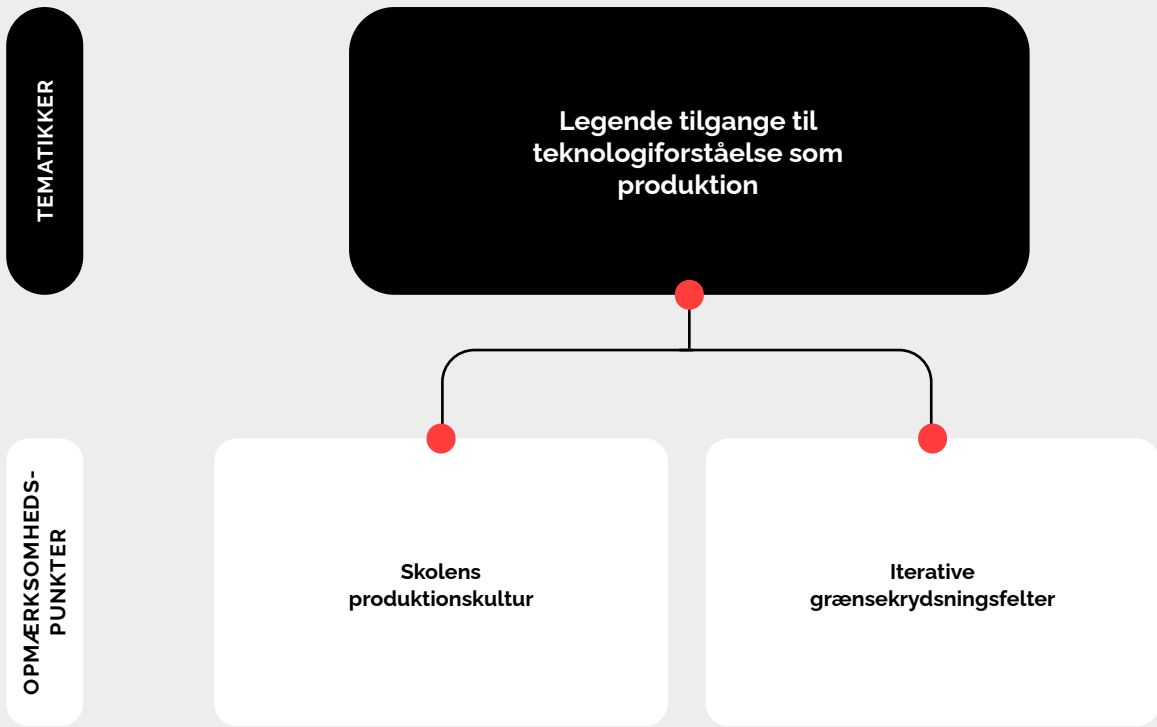 TEMATIKKER
Legende tilgange til
teknologiforståelse som
produktion
OPMÆRKSOMHEDS-
PUNKTER
Skolens
produktionskultur
Iterative
grænsekrydsningsfelter